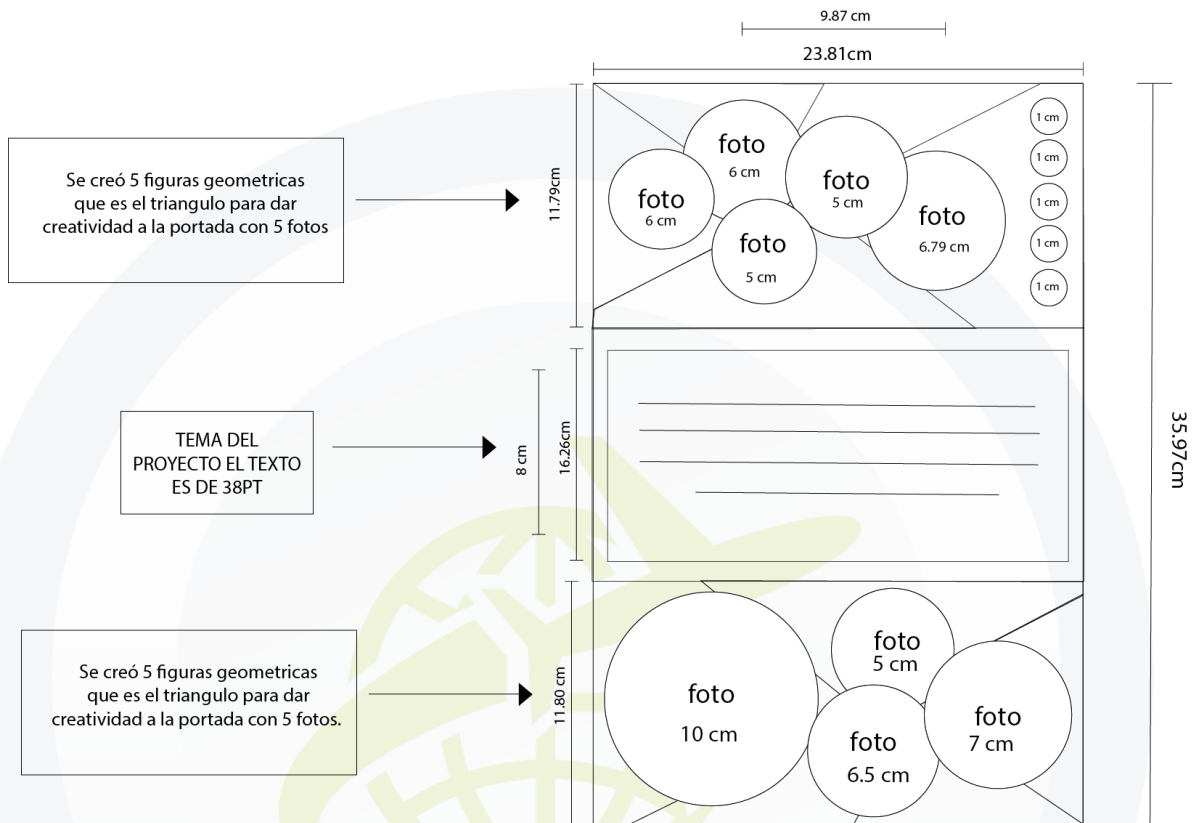 9.87 cm
23.81cm
Se creó 5 figuras geometricas
que es el triangulo para dar
creatividad a la portada con 5 fotos
11.79cm
foto
6 cm
foto
6 cm
foto
5 cm
foto
5 cm
foto
6.79 cm
1 cm
1 cm
1 cm
1 cm
1 cm
35.97cm
TEMA DEL
PROYECTO EL TEXTO
ES DE 38PT
8 cm
16.26cm
Se creó 5 figuras geometricas
que es el triangulo para dar
creatividad a la portada con 5 fotos.
11.80 cm
foto
10 cm
foto
5 cm
foto
6.5 cm
foto
7 cm